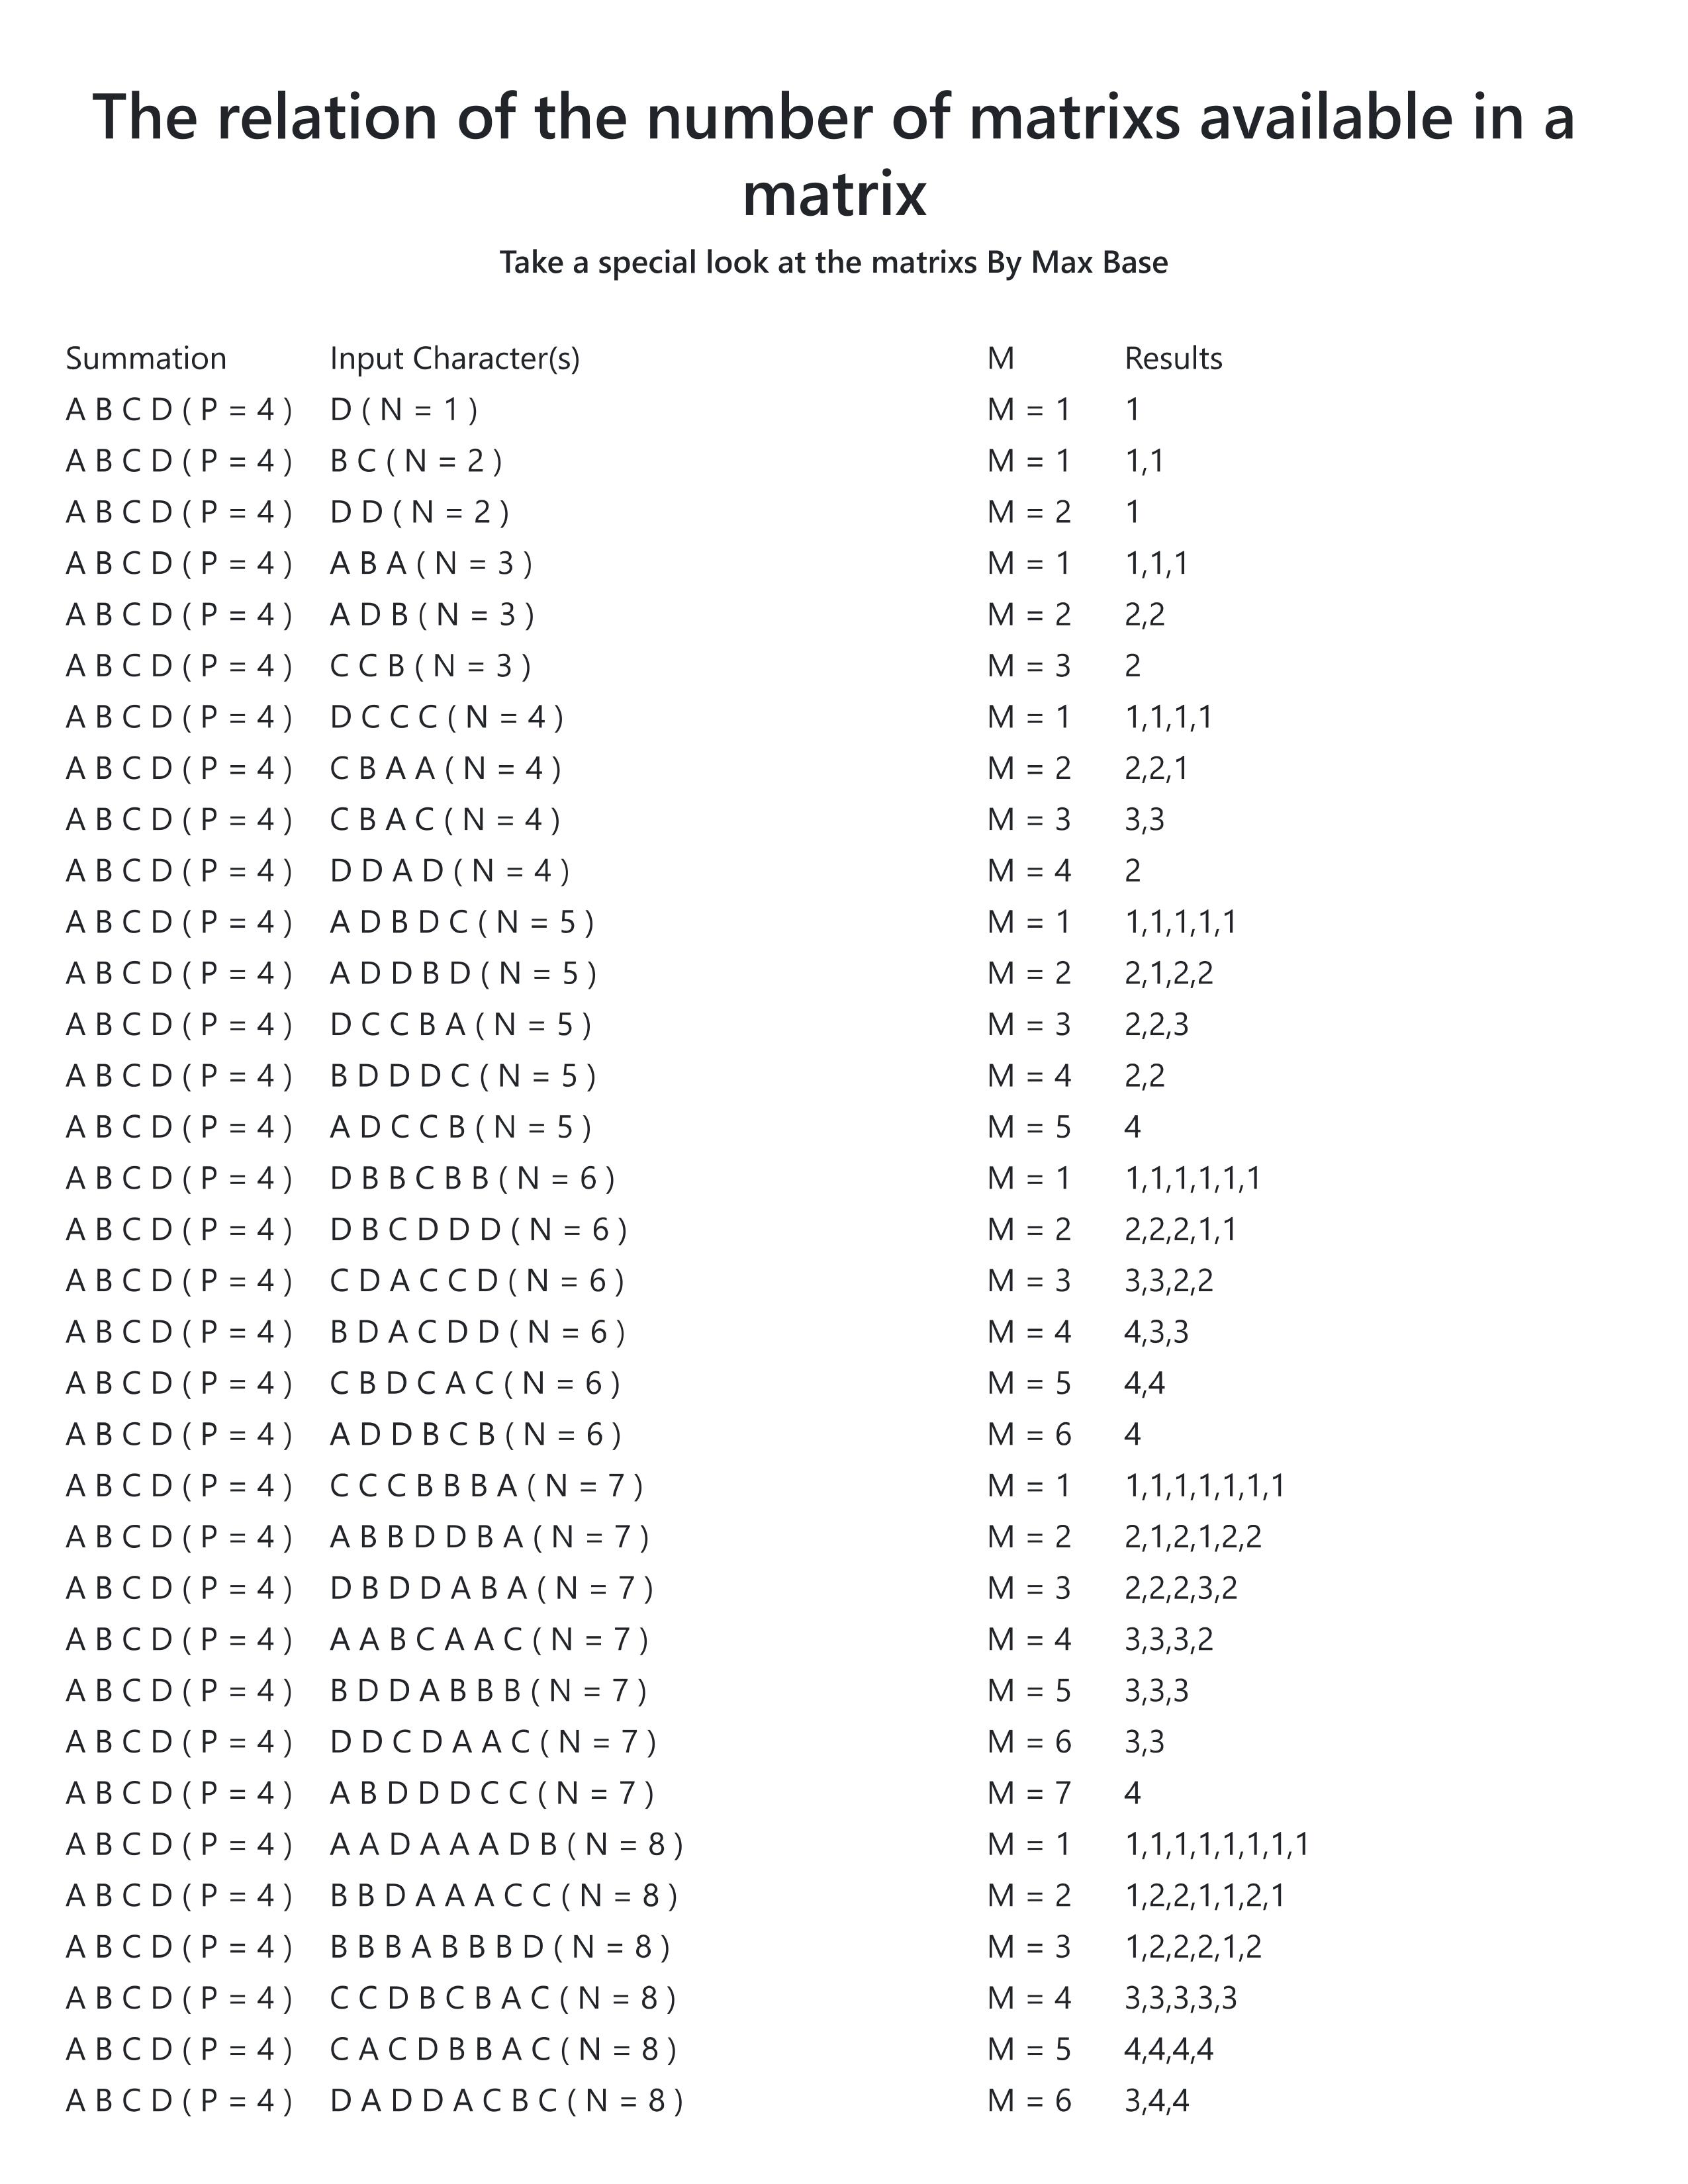 The relation of the number of matrixs available in a
matrix
Take a special look at the matrixs By Max Base
Summation Input Character(s) M Results
A B C D ( P = 4 ) D ( N = 1 ) M = 1 1
A B C D ( P = 4 ) B C ( N = 2 ) M = 1 1,1
A B C D ( P = 4 ) D D ( N = 2 ) M = 2 1
A B C D ( P = 4 ) A B A ( N = 3 ) M = 1 1,1,1
A B C D ( P = 4 ) A D B ( N = 3 ) M = 2 2,2
A B C D ( P = 4 ) C C B ( N = 3 ) M = 3 2
A B C D ( P = 4 ) D C C C ( N = 4 ) M = 1 1,1,1,1
A B C D ( P = 4 ) C B A A ( N = 4 ) M = 2 2,2,1
A B C D ( P = 4 ) C B A C ( N = 4 ) M = 3 3,3
A B C D ( P = 4 ) D D A D ( N = 4 ) M = 4 2
A B C D ( P = 4 ) A D B D C ( N = 5 ) M = 1 1,1,1,1,1
A B C D ( P = 4 ) A D D B D ( N = 5 ) M = 2 2,1,2,2
A B C D ( P = 4 ) D C C B A ( N = 5 ) M = 3 2,2,3
A B C D ( P = 4 ) B D D D C ( N = 5 ) M = 4 2,2
A B C D ( P = 4 ) A D C C B ( N = 5 ) M = 5 4
A B C D ( P = 4 ) D B B C B B ( N = 6 ) M = 1 1,1,1,1,1,1
A B C D ( P = 4 ) D B C D D D ( N = 6 ) M = 2 2,2,2,1,1
A B C D ( P = 4 ) C D A C C D ( N = 6 ) M = 3 3,3,2,2
A B C D ( P = 4 ) B D A C D D ( N = 6 ) M = 4 4,3,3
A B C D ( P = 4 ) C B D C A C ( N = 6 ) M = 5 4,4
A B C D ( P = 4 ) A D D B C B ( N = 6 ) M = 6 4
A B C D ( P = 4 ) C C C B B B A ( N = 7 ) M = 1 1,1,1,1,1,1,1
A B C D ( P = 4 ) A B B D D B A ( N = 7 ) M = 2 2,1,2,1,2,2
A B C D ( P = 4 ) D B D D A B A ( N = 7 ) M = 3 2,2,2,3,2
A B C D ( P = 4 ) A A B C A A C ( N = 7 ) M = 4 3,3,3,2
A B C D ( P = 4 ) B D D A B B B ( N = 7 ) M = 5 3,3,3
A B C D ( P = 4 ) D D C D A A C ( N = 7 ) M = 6 3,3
A B C D ( P = 4 ) A B D D D C C ( N = 7 ) M = 7 4
A B C D ( P = 4 ) A A D A A A D B ( N = 8 ) M = 1 1,1,1,1,1,1,1,1
A B C D ( P = 4 ) B B D A A A C C ( N = 8 ) M = 2 1,2,2,1,1,2,1
A B C D ( P = 4 ) B B B A B B B D ( N = 8 ) M = 3 1,2,2,2,1,2
A B C D ( P = 4 ) C C D B C B A C ( N = 8 ) M = 4 3,3,3,3,3
A B C D ( P = 4 ) C A C D B B A C ( N = 8 ) M = 5 4,4,4,4
A B C D ( P = 4 ) D A D D A C B C ( N = 8 ) M = 6 3,4,4